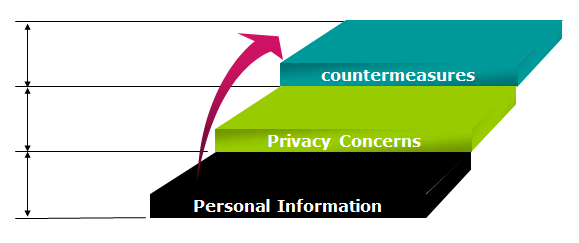 countermeasures
Privacy Concerns
Personal Information